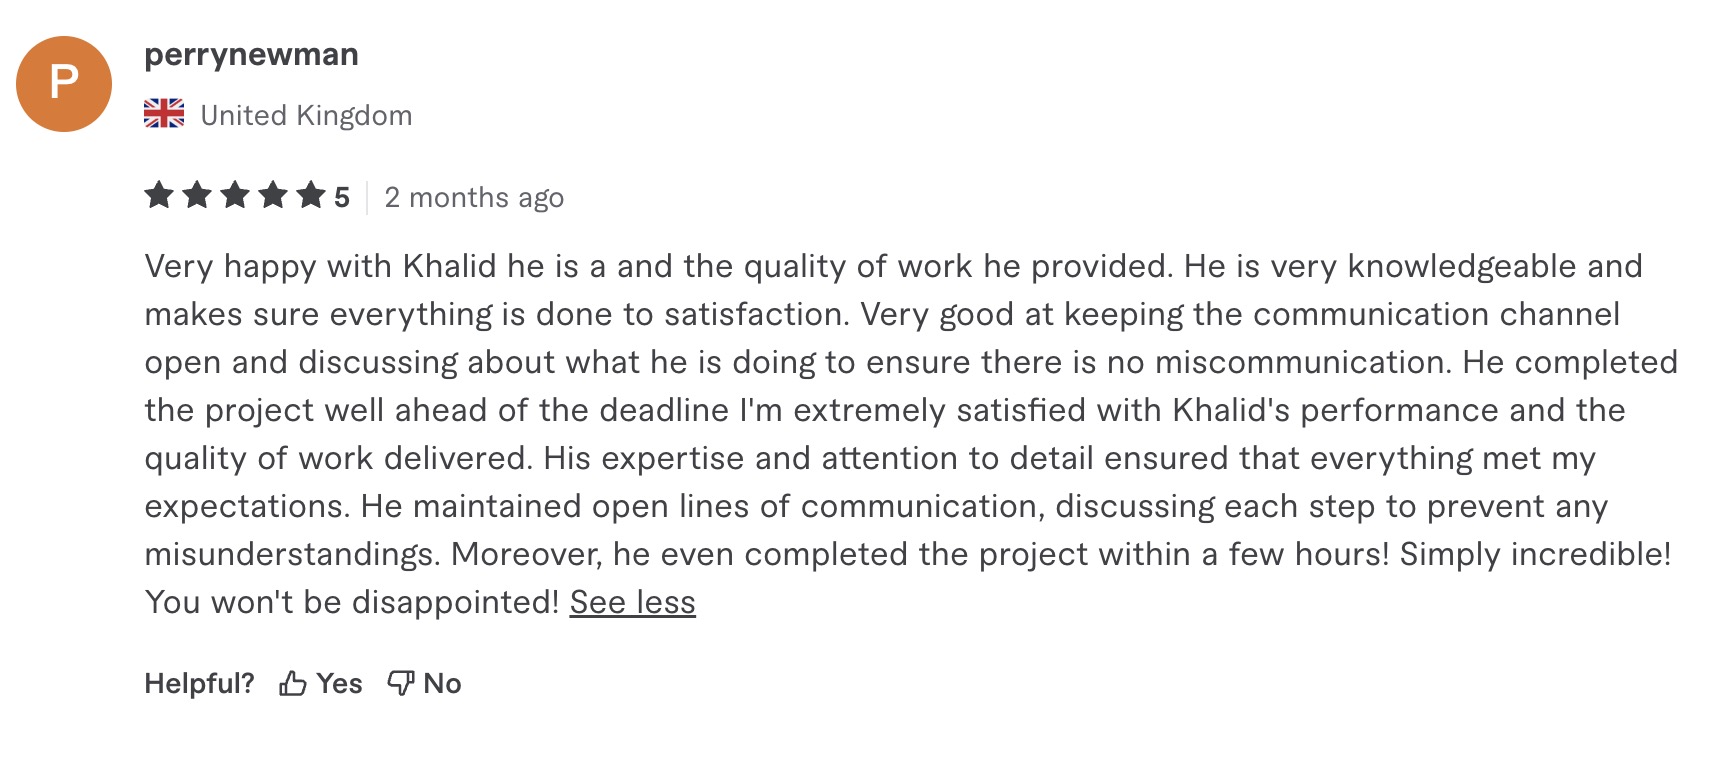 P
perrynewman
United Kingdom
5 2 months ago
Very happy with Khalid he is a and the quality of work he provided. He is very knowledgeable and
makes sure everything is done to satisfaction. Very good at keeping the communication channel
open and discussing about what he is doing to ensure there is no miscommunication. He completed
the project well ahead of the deadline I'm extremely satisfied with Khalid's performance and the
quality of work delivered. His expertise and attention to detail ensured that everything met my
expectations. He maintained open lines of communication, discussing each step to prevent any
misunderstandings. Moreover, he even completed the project within a few hours! Simply incredible!
You won't be disappointed! See less
Helpful? Yes No